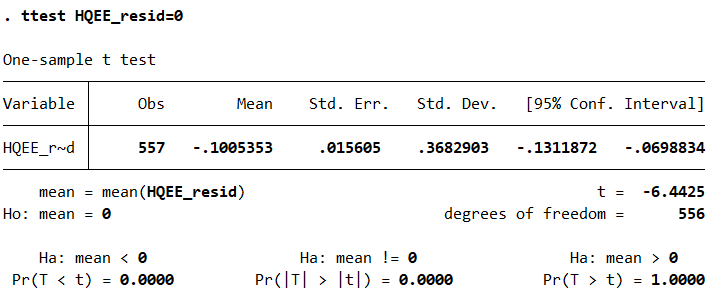 . ttest HQEE_resid=0
One-sample t test
Variable Obs Mean Std. Err. Std. Dev. [95% Conf. Interval]
HQEE_r~d 557 -.1005353 .015605 .3682903 -.1311872 -.0698834
mean = mean(HQEE_resid) t = -6.4425
Ho: mean = 0 degrees of freedom = 556
Ha: mean < 0 Ha: mean != 0 Ha: mean > 0
Pr(T < t) = 0.0000 Pr(|T| > |t|) = 0.0000 Pr(T > t) = 1.0000